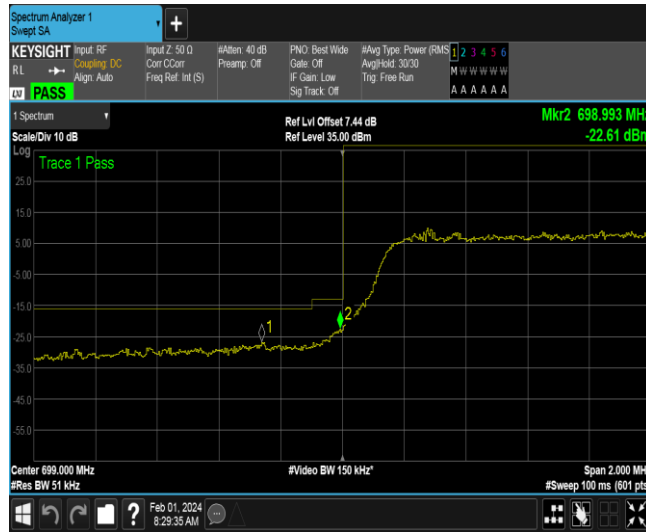 Spectrum Analyzer 1
Swept SA
+
KEYSIGHT Input: RF Input Z: 50 Ω #Atten: 40 dB PNO: Best Wide #Avg Type: Power (RMS 1 2 3 4 5 6
RL Coupling: DC Corr CCorr Preamp: Off Gate: Off Avg|Hold: 30/30 M W W W W W
Align: Auto Freq Ref: Int (S) IF Gain: Low Trig: Free Run
LXI PASS Sig Track: Off A A A A A A
1 Spectrum Ref Lvl Offset 7.44 dB Mkr2 698.993 MHz
Scale/Div 10 dB Ref Level 35.00 dBm -22.61 dBm
Log
Trace 1 Pass
25.0
15.0
5.00
-5.00
-15.0
2
1
-25.0
-35.0
-45.0
-55.0
Center 699.000 MHz #Video BW 150 kHz* Span 2.000 MH
#Res BW 51 kHz #Sweep 100 ms (601 pts
? Feb 01, 2024
8:29:35 AM